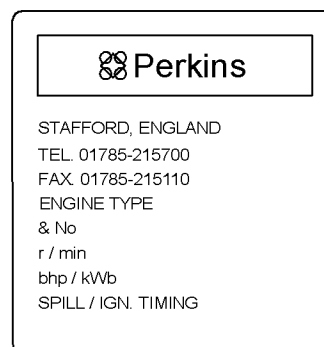 Perkins
STAFFORD, ENGLAND
TEL. 01785-215700
FAX. 01785-215110
ENGINE TYPE
& No
r / min
bhp / kWb
SPILL / IGN. TIMING